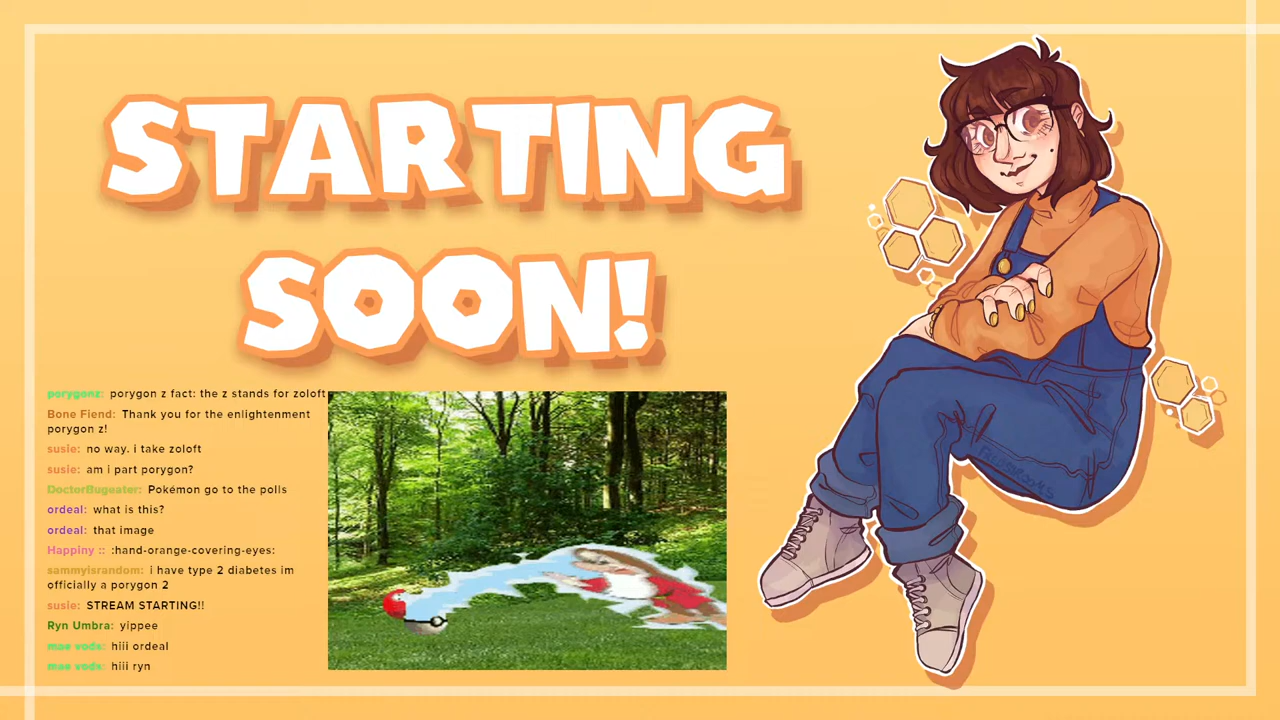 STARTING
SOON!
porygonz: porygon z fact: the z stands for zoloft
Bone Fiend: Thank you for the enlightenment
porygon z!
susie: no way. i take zoloft
susie: am i part porygon?
DoctorBugeater: Pokémon go to the polls
ordeal: what is this?
ordeal: that image
Happiny :: :hand-orange-covering-eyes:
sammyisrandom: i have type 2 diabetes im
officially a porygon 2
susie: STREAM STARTING!!
Ryn Umbra: yippee
mae vods: hiii ordeal
mae vods: hiii ryn